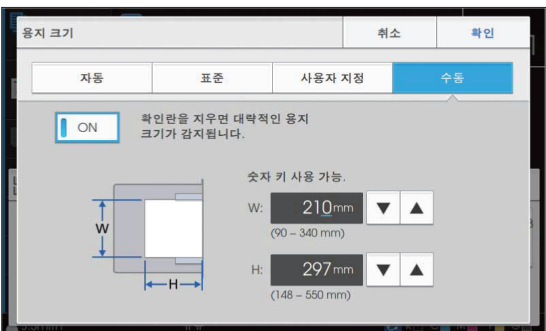 용지 크기
취소
확인
자동
표준
사용자 지정
수동
ON
확인란을 지우면 대략적인 용지
크기가 감지됩니다.
숫자 키 사용 가능.
W:
210mm
(90 – 340 mm)
W
H:
297mm
(148 – 550 mm)
H